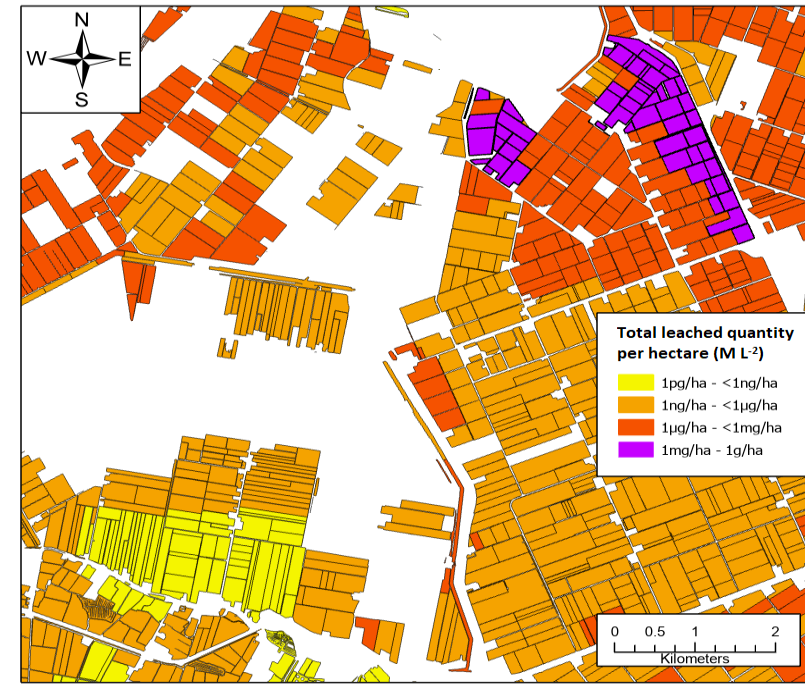 N
W E
S
Total leached quantity
per hectare (M L-2)
1pg/ha - <1ng/ha
1ng/ha - <1µg/ha
1µg/ha - <1mg/ha
1mg/ha - 1g/ha
0 0.5 1 2
Kilometers